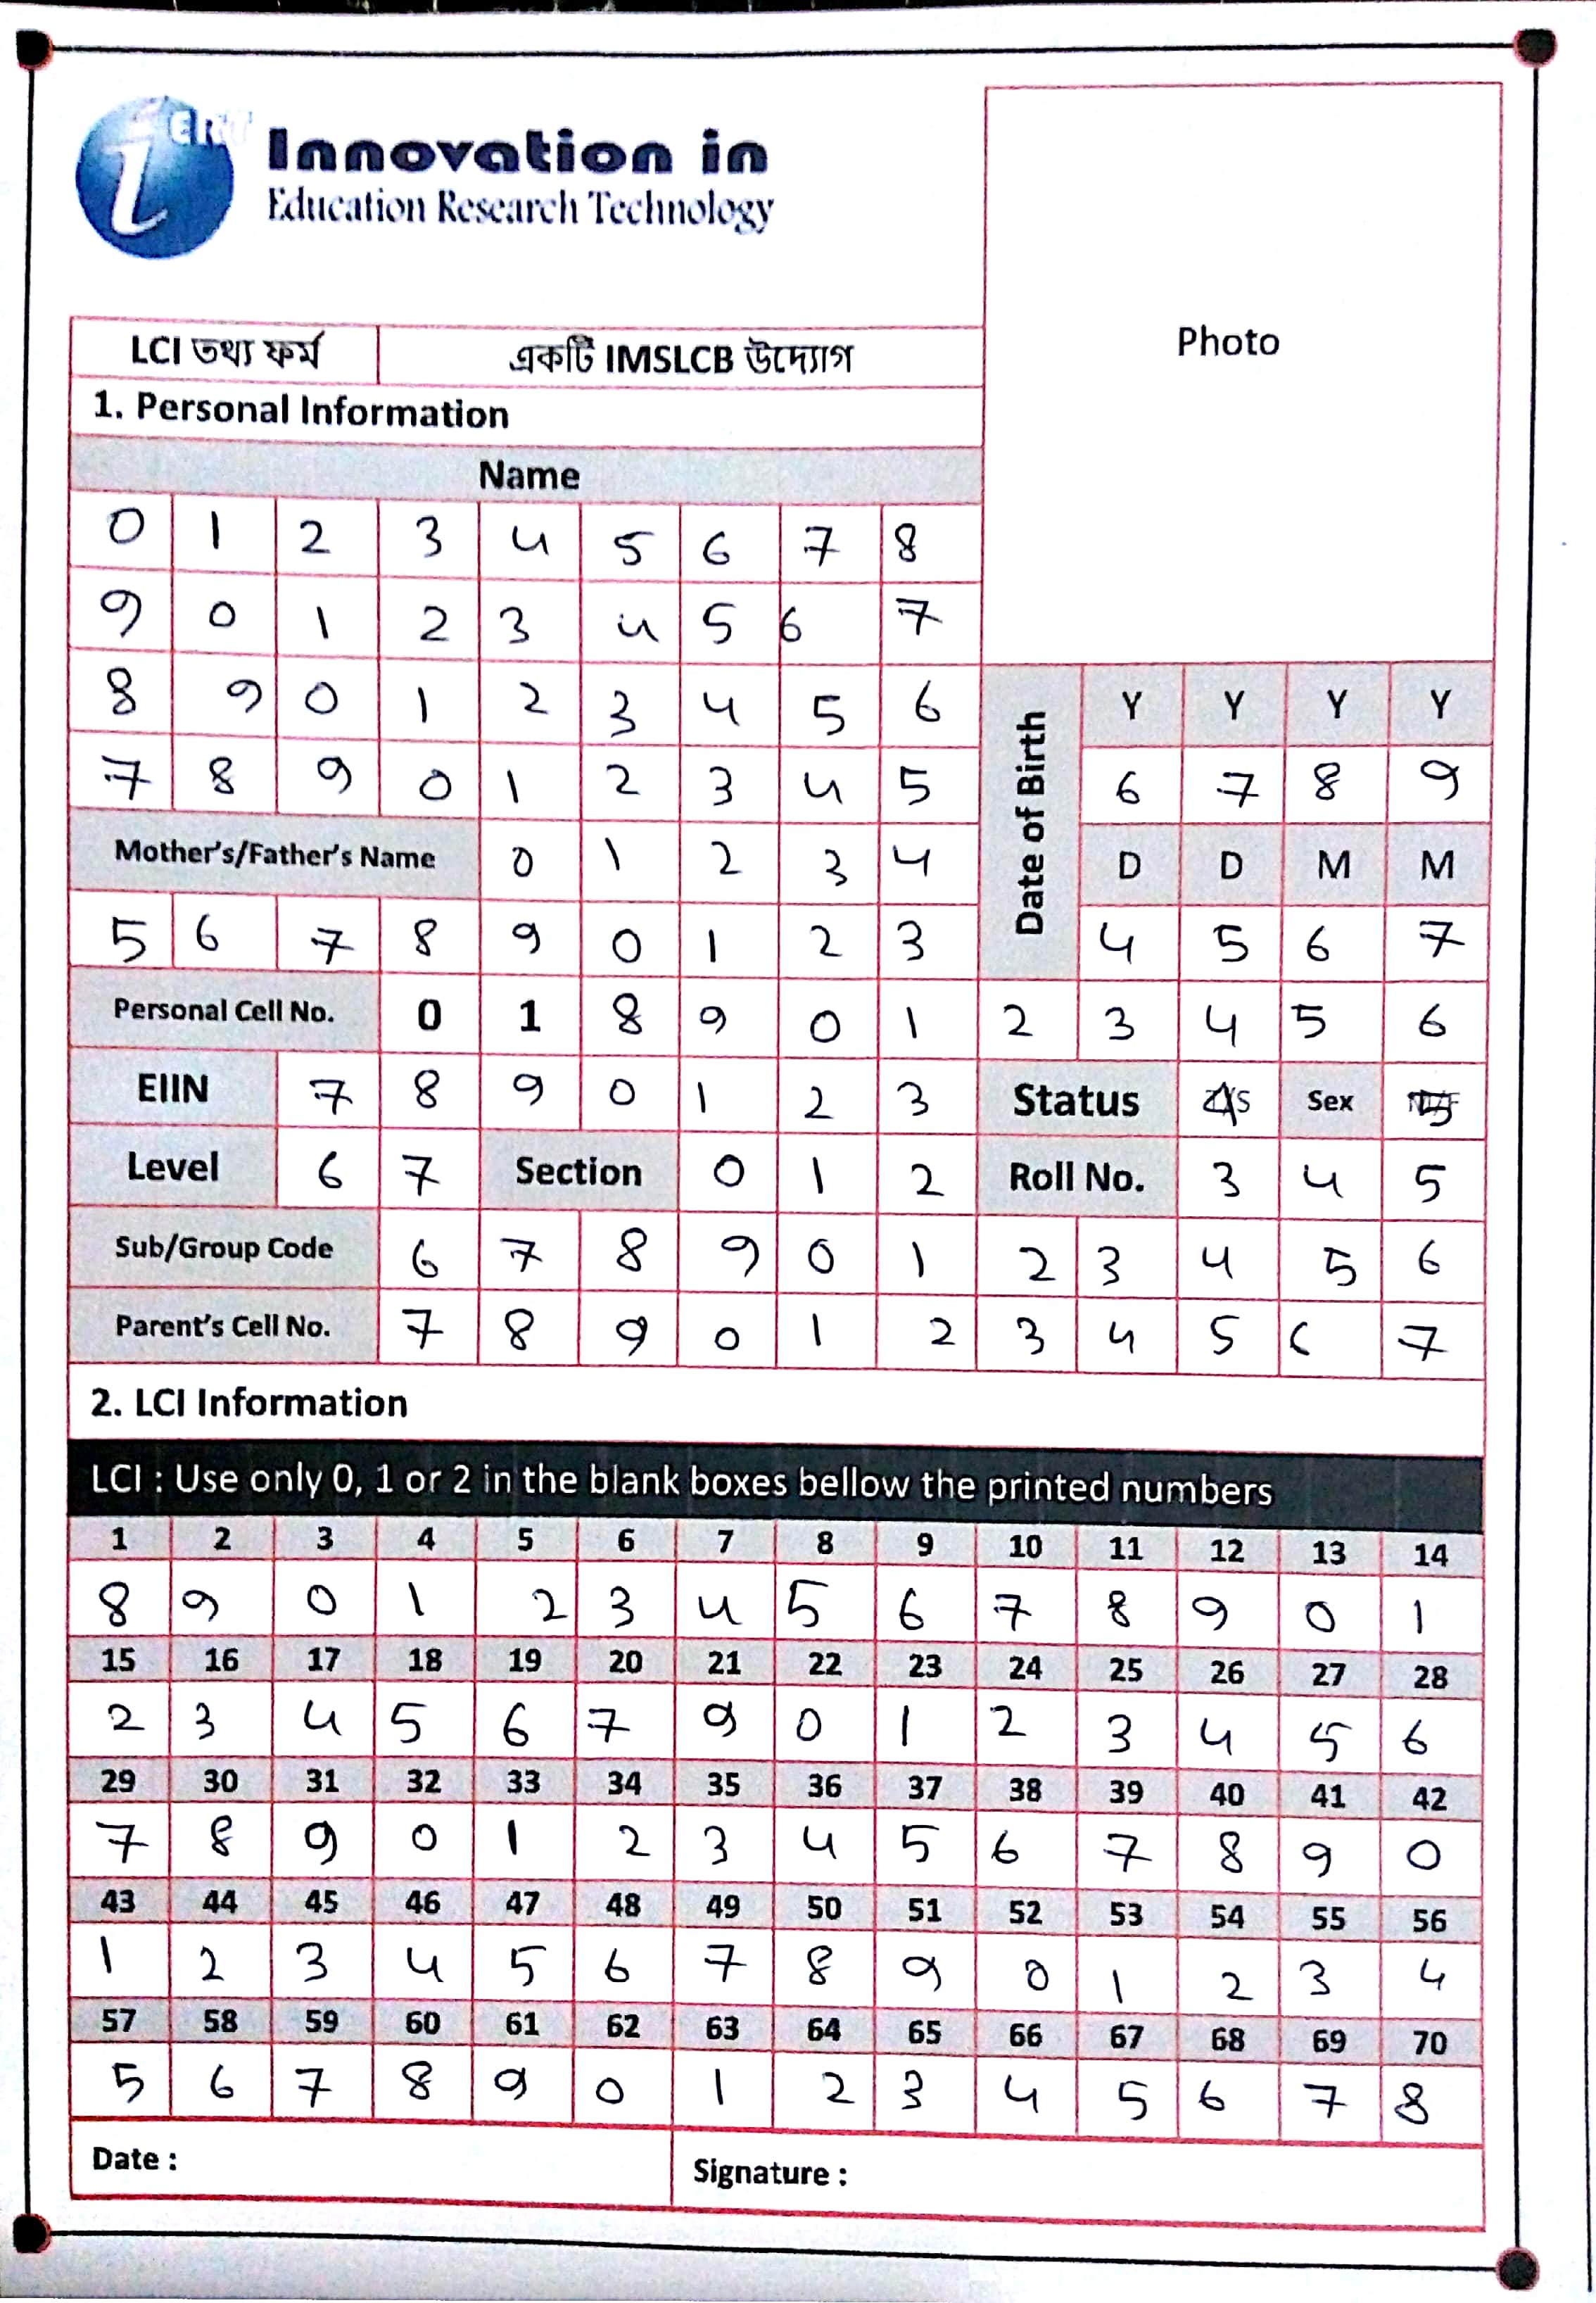 iERT
Innovation in
Education Research Technology
Photo
LCI তথ্য ফর্ম একটি IMSLCB উদ্যোগ
1. Personal Information
Name
0 1 2 3 4 5 6 7 8
9 0 1 2 3 4 5 6 7
8 9 0 1 2 3 4 5 6
7 8 9 0 1 2 3 4 5
Date of Birth
Y Y Y Y
6 7 8 9
D D M M
4 5 6 7
Mother's/Father's Name 0 1 2 3 4
5 6 7 8 9 0 1 2 3
Personal Cell No. 0 1 8 9 0 1 2 3 4 5 6
EIIN 7 8 9 0 1 2 3 Status 4 Sex 5
Level 6 7 Section 0 1 2 Roll No. 3 4 5
Sub/Group Code 6 7 8 9 0 1 2 3 4 5 6
Parent's Cell No. 7 8 9 0 1 2 3 4 5 6 7
2. LCI Information
LCI : Use only 0, 1 or 2 in the blank boxes bellow the printed numbers
1 2 3 4 5 6 7 8 9 10 11 12 13 14
8 9 0 1 2 3 4 5 6 7 8 9 0 1
15 16 17 18 19 20 21 22 23 24 25 26 27 28
2 3 4 5 6 7 9 0 1 2 3 4 5 6
29 30 31 32 33 34 35 36 37 38 39 40 41 42
7 8 9 0 1 2 3 4 5 6 7 8 9 0
43 44 45 46 47 48 49 50 51 52 53 54 55 56
1 2 3 4 5 6 7 8 9 0 1 2 3 4
57 58 59 60 61 62 63 64 65 66 67 68 69 70
5 6 7 8 9 0 1 2 3 4 5 6 7 8
Date :
Signature :